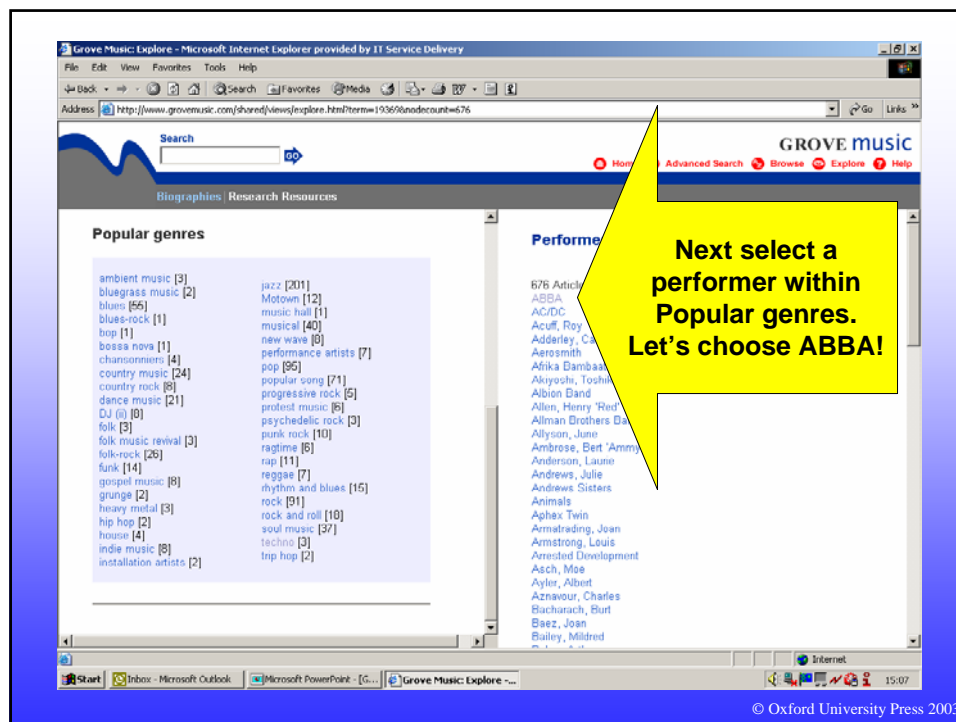 Grove Music: Explore - Microsoft Internet Explorer provided by IT Service Delivery
File Edit View Favorites Tools Help
Back Search Favorites Media
Address http://www.grovemusic.com/shared/views/explore.html?term=19369&nodecount=676 Go Links »
Search
GO
GROVE music
Hom Advanced Search Browse Explore Help
Biographies | Research Resources
Popular genres
ambient music [3]
bluegrass music [2]
blues [55]
blues-rock [1]
bop [1]
bossa nova [1]
chansonniers [4]
country music [24]
country rock [8]
dance music [21]
DJ (ii) [8]
folk [3]
folk music revival [3]
folk-rock [26]
funk [14]
gospel music [8]
grunge [2]
heavy metal [3]
hip hop [2]
house [4]
indie music [8]
installation artists [2]
jazz [201]
Motown [12]
music hall [1]
musical [40]
new wave [8]
performance artists [7]
pop [95]
popular song [71]
progressive rock [5]
protest music [6]
psychedelic rock [3]
punk rock [10]
ragtime [6]
rap [11]
reggae [7]
rhythm and blues [15]
rock [91]
rock and roll [18]
soul music [37]
techno [3]
trip hop [2]
Performe
676 Article
ABBA
AC/DC
Acuff, Roy
Adderley, Ca
Aerosmith
Afrika Bambaa
Akiyoshi, Toshik
Albion Band
Allen, Henry 'Red'
Allman Brothers Ba
Allyson, June
Ambrose, Bert 'Ammy
Anderson, Laurie
Andrews, Julie
Andrews Sisters
Animals
Aphex Twin
Armatrading, Joan
Armstrong, Louis
Arrested Development
Asch, Moe
Ayler, Albert
Aznavour, Charles
Bacharach, Burt
Baez, Joan
Bailey, Mildred
Next select a
performer within
Popular genres.
Let's choose ABBA!
Internet
Start Inbox - Microsoft Outlook Microsoft PowerPoint - [G... Grove Music: Explore -... 15:07
© Oxford University Press 2003